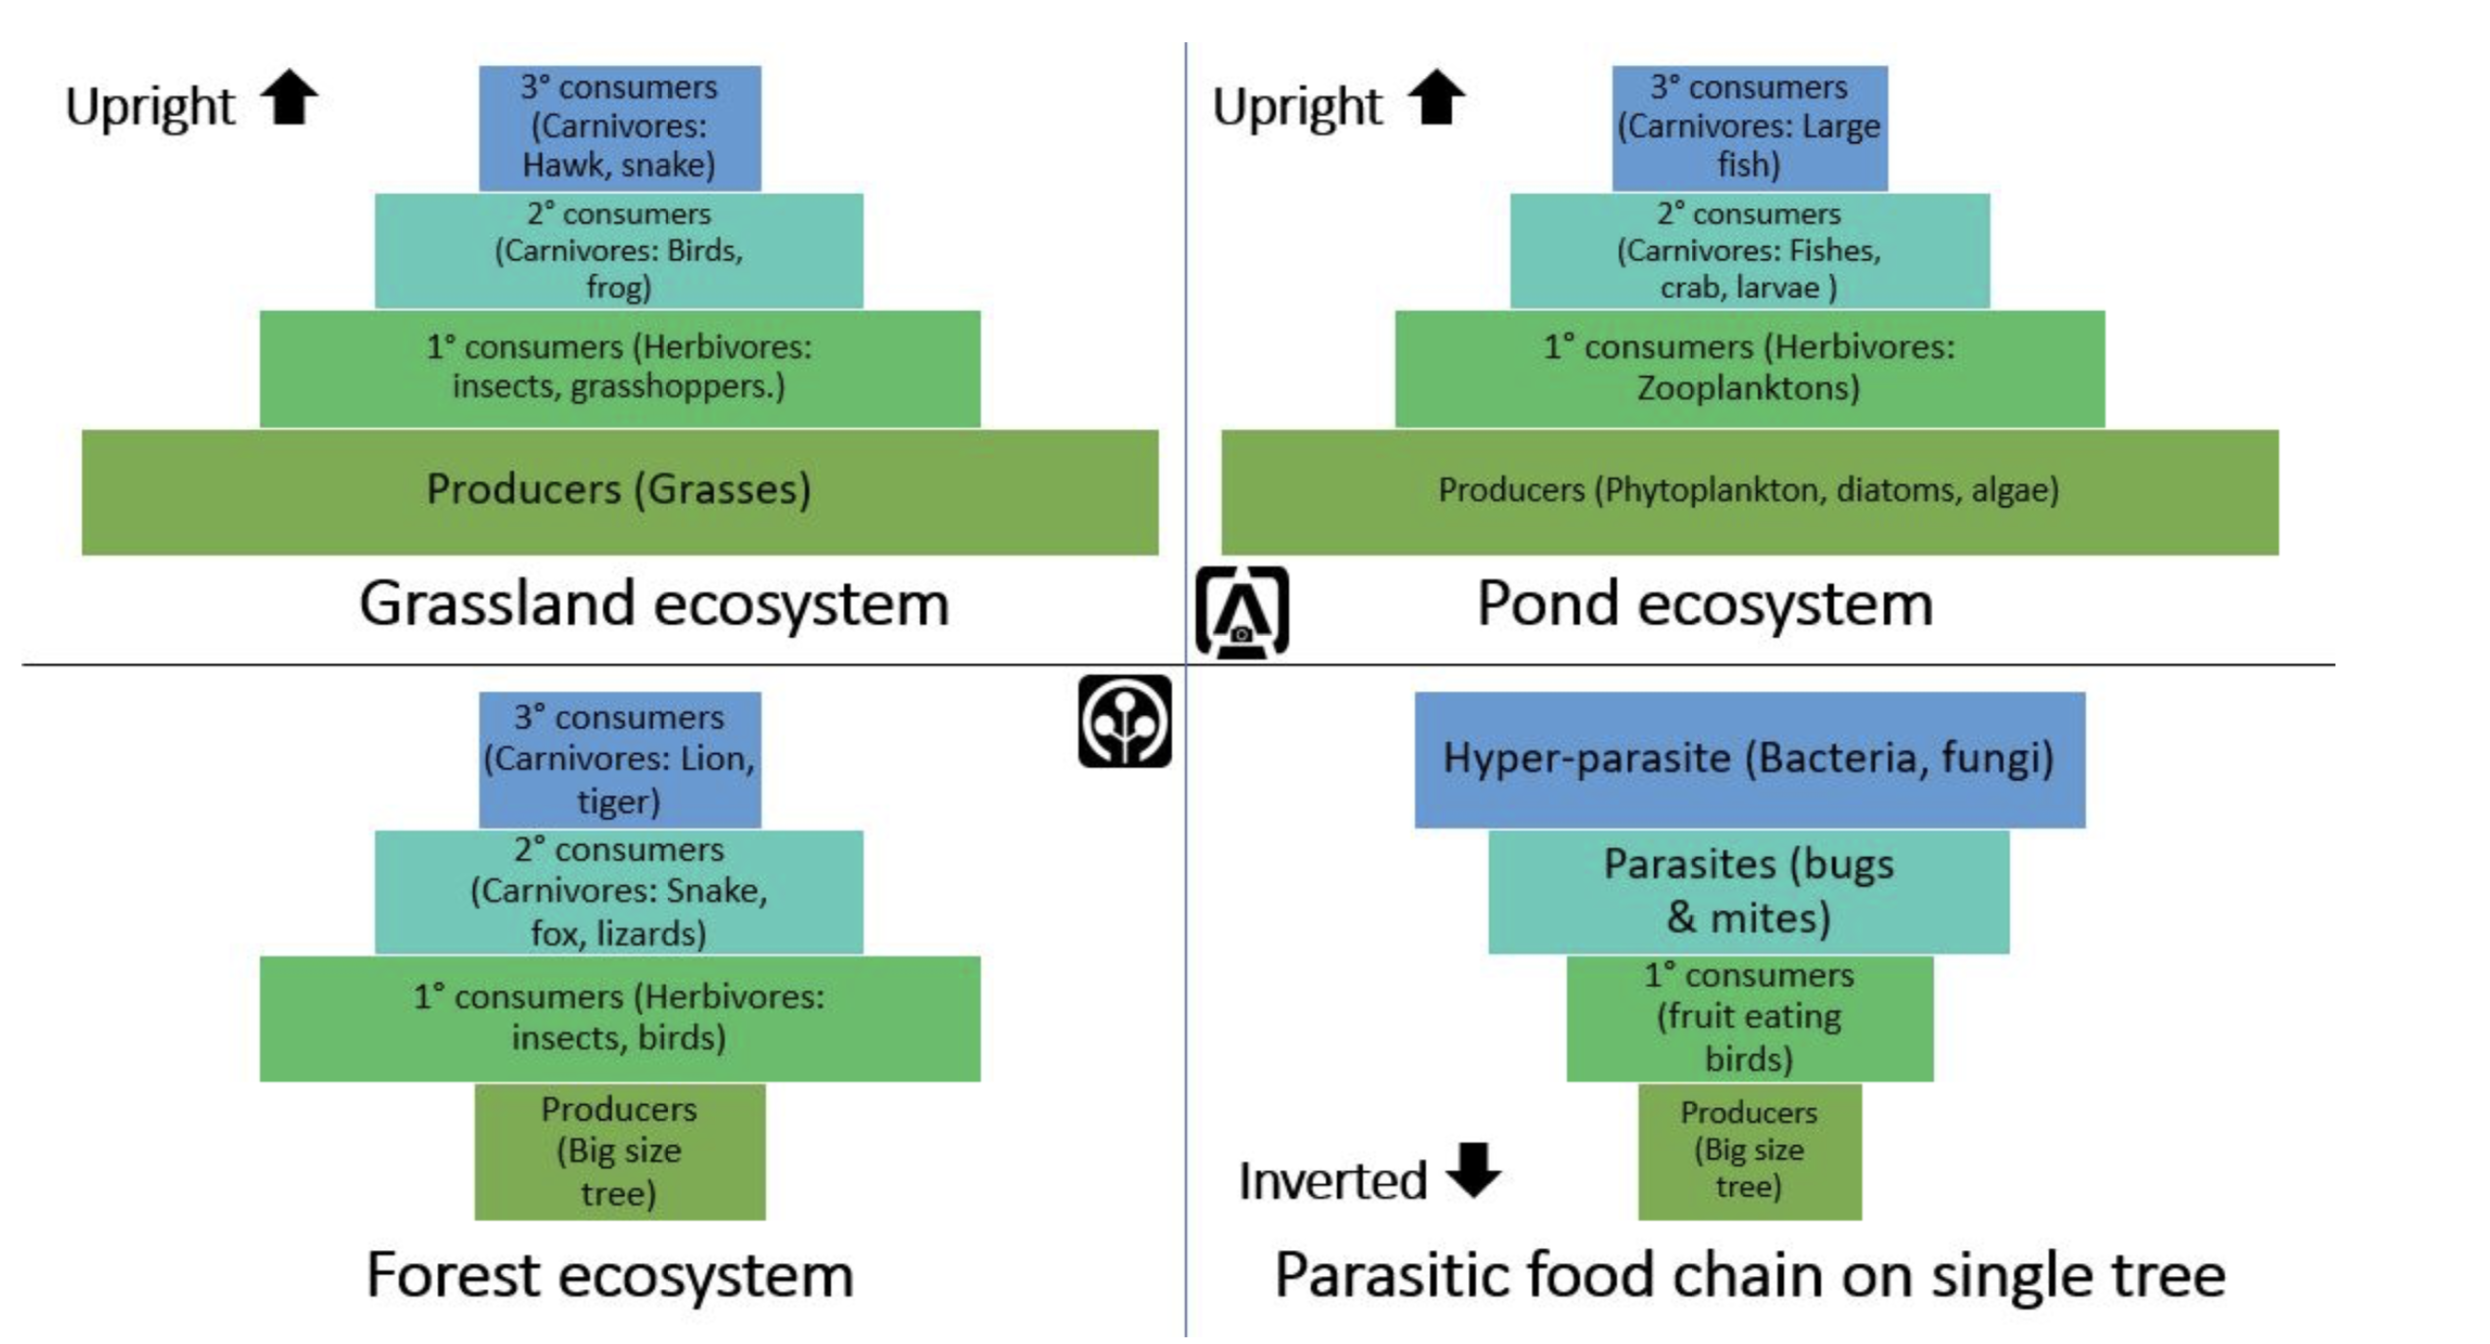 Upright
3° consumers
(Carnivores:
Hawk, snake)
2° consumers
(Carnivores: Birds,
frog)
1° consumers (Herbivores:
insects, grasshoppers.)
Producers (Grasses)
Grassland ecosystem
Upright
3° consumers
(Carnivores: Large
fish)
2° consumers
(Carnivores: Fishes,
crab, larvae )
1° consumers (Herbivores:
Zooplanktons)
Producers (Phytoplankton, diatoms, algae)
Pond ecosystem
3° consumers
(Carnivores: Lion,
tiger)
2° consumers
(Carnivores: Snake,
fox, lizards)
1° consumers (Herbivores:
insects, birds)
Producers
(Big size
tree)
Forest ecosystem
Hyper-parasite (Bacteria, fungi)
Parasites (bugs
& mites)
1° consumers
(fruit eating
birds)
Producers
(Big size
tree)
Inverted
Parasitic food chain on single tree